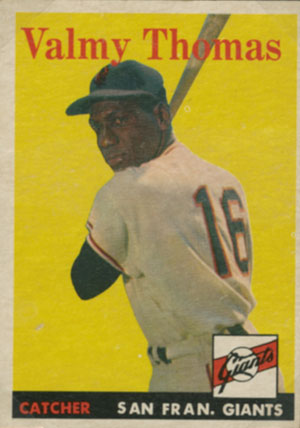 Valmy Thomas
16
Giants
CATCHER SAN FRAN. GIANTS